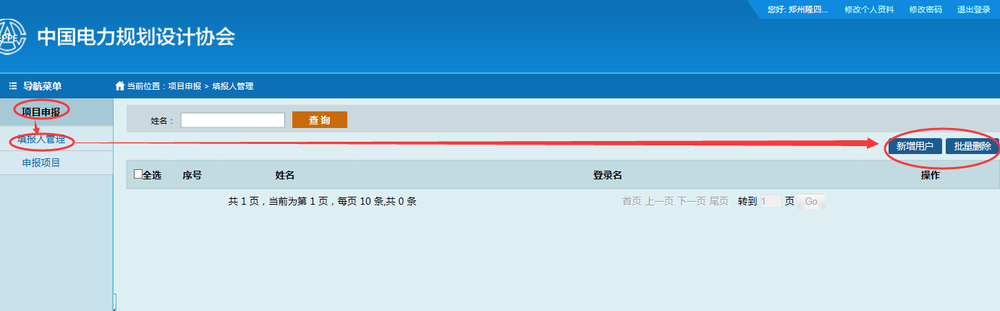 您好: 郑州隆四... 修改个人资料 修改密码 退出登录
中国电力规划设计协会
导航菜单 当前位置：项目申报 > 填报人管理
项目申报
姓名： 查 询
填报人管理
新增用户 批量删除
申报项目
全选 序号 姓名 登录名 操作
共 1 页，当前为第 1 页，每页 10 条,共 0 条 首页 上一页 下一页 尾页 转到 1 页 Go